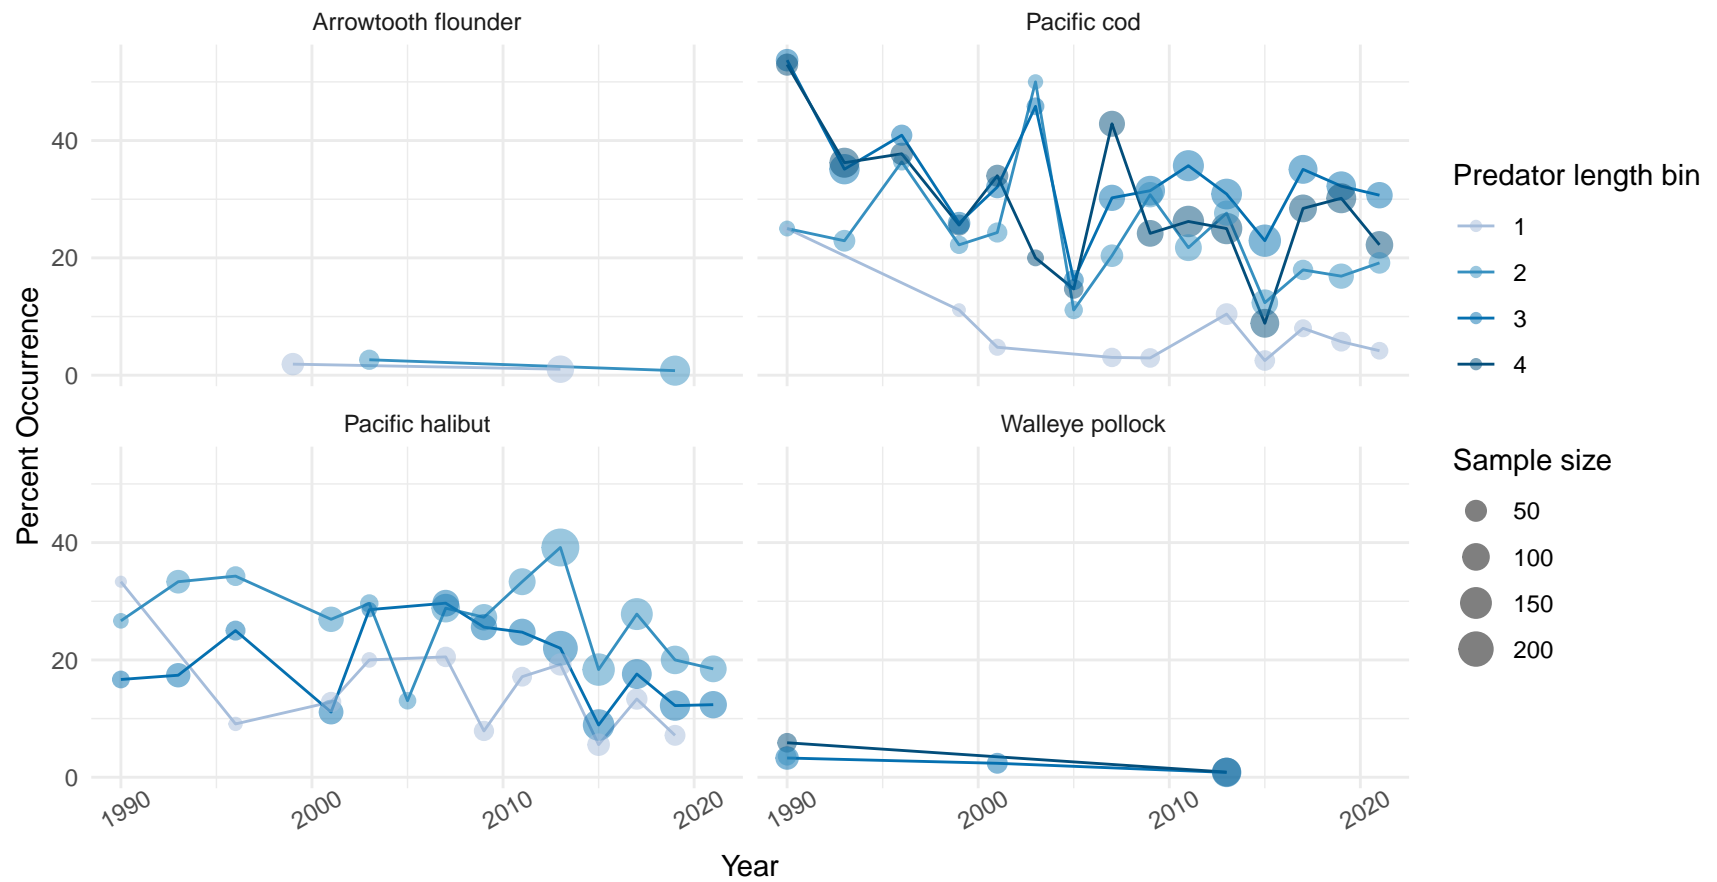 Arrowtooth flounder
Pacific cod
40
20
0
Pacific halibut
Walleye pollock
40
20
0
1990
2000
2010
2020
1990
2000
2010
2020
Percent Occurrence
Year
Predator length bin
1
2
3
4
Sample size
50
100
150
200